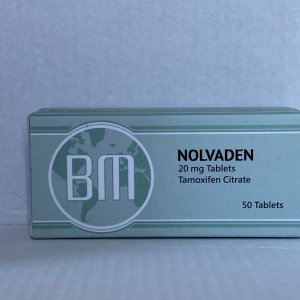 BM
NOLVADEN
20 mg Tablets
Tamoxifen Citrate
50 Tablets